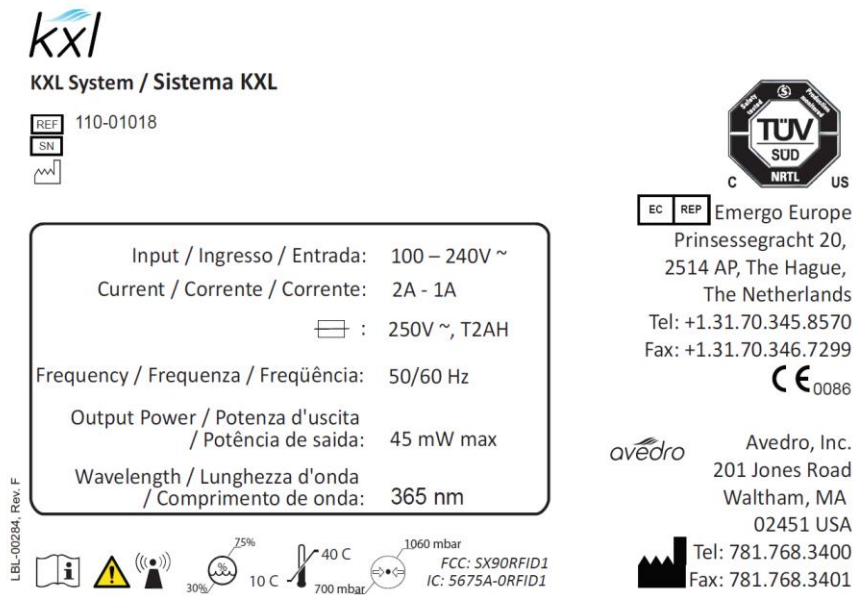 kxl
KXL System / Sistema KXL
REF 110-01018
SN
Input / Ingresso / Entrada: 100 – 240V ~
Current / Corrente / Corrente: 2A - 1A
: 250V ~, T2AH
Frequency / Frequenza / Freqüência: 50/60 Hz
Output Power / Potenza d'uscita
/ Potência de saida: 45 mW max
Wavelength / Lunghezza d'onda
/ Comprimento de onda: 365 nm
LBL-00284, Rev. F
i
% 30% 75%
10 C 40 C
700 mbar 1060 mbar
FCC: SX90RFID1
IC: 5675A-0RFID1
Safety tested
S
Production monitored
TÜV
SÜD
NRTL
C US
EC REP Emergo Europe
Prinsessegracht 20,
2514 AP, The Hague,
The Netherlands
Tel: +1.31.70.345.8570
Fax: +1.31.70.346.7299
CE 0086
avedro
Avedro, Inc.
201 Jones Road
Waltham, MA
02451 USA
Tel: 781.768.3400
Fax: 781.768.3401